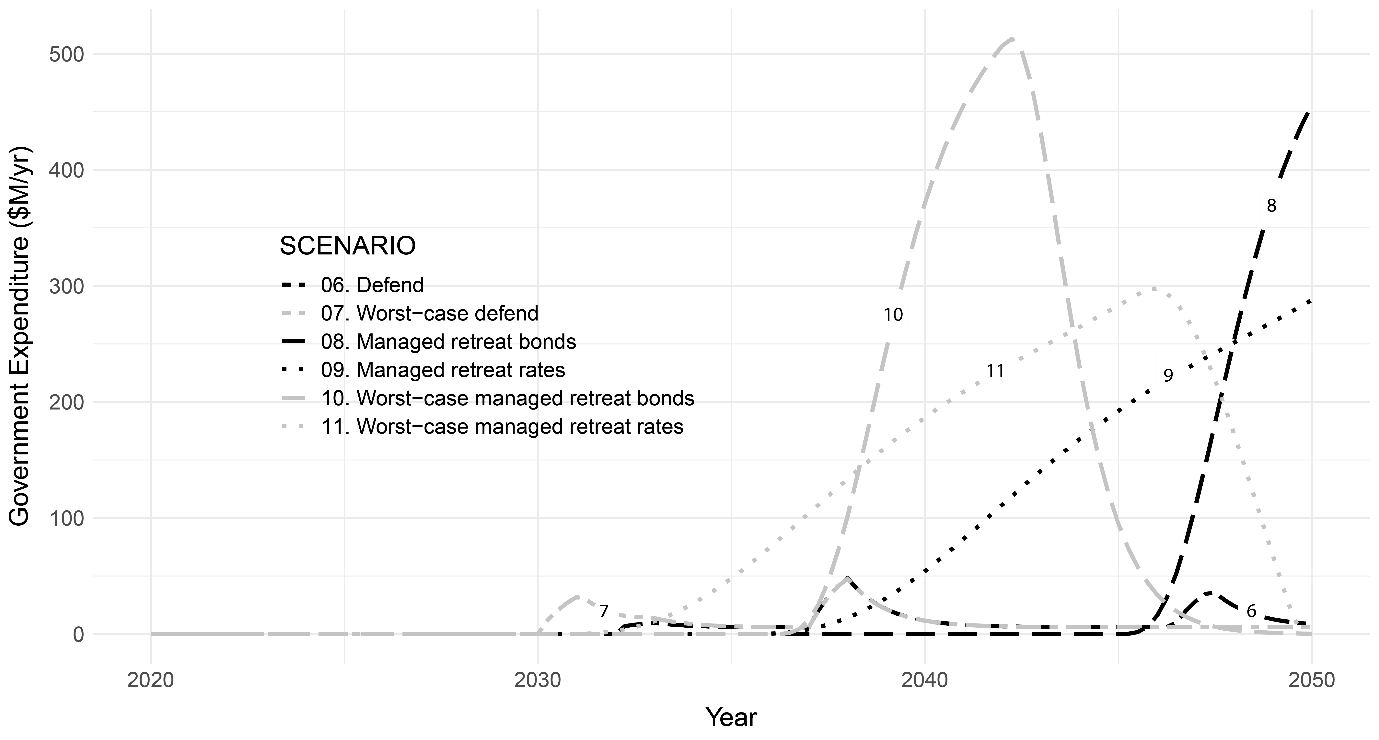 Government Expenditure ($M/yr)
500
400
300
200
100
0
SCENARIO
06. Defend
07. Worst−case defend
08. Managed retreat bonds
09. Managed retreat rates
10. Worst−case managed retreat bonds
11. Worst−case managed retreat rates
10
11
9
8
7
6
2020
2030
2040
2050
Year